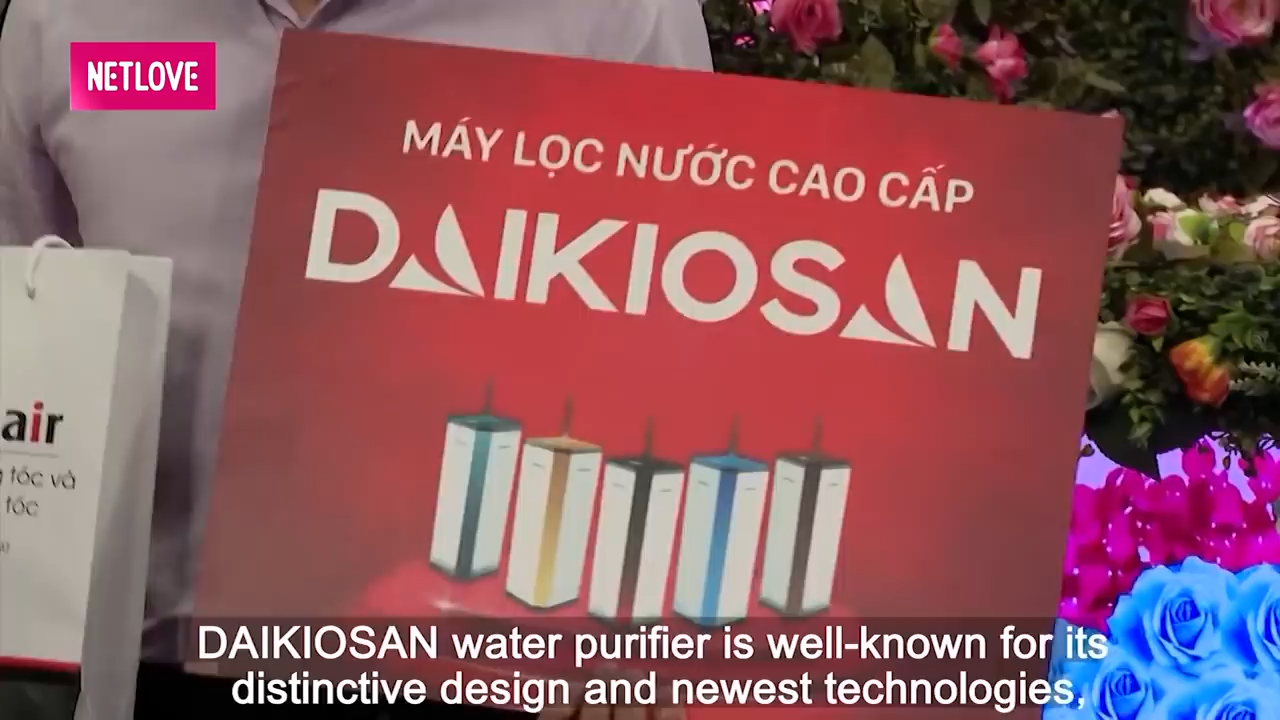 NETLOVE
MÁY LỌC NƯỚC CAO CẤP
DAIKIOSAN
air
tóc và
tóc
DAIKIOSAN water purifier is well-known for its
distinctive design and newest technologies,